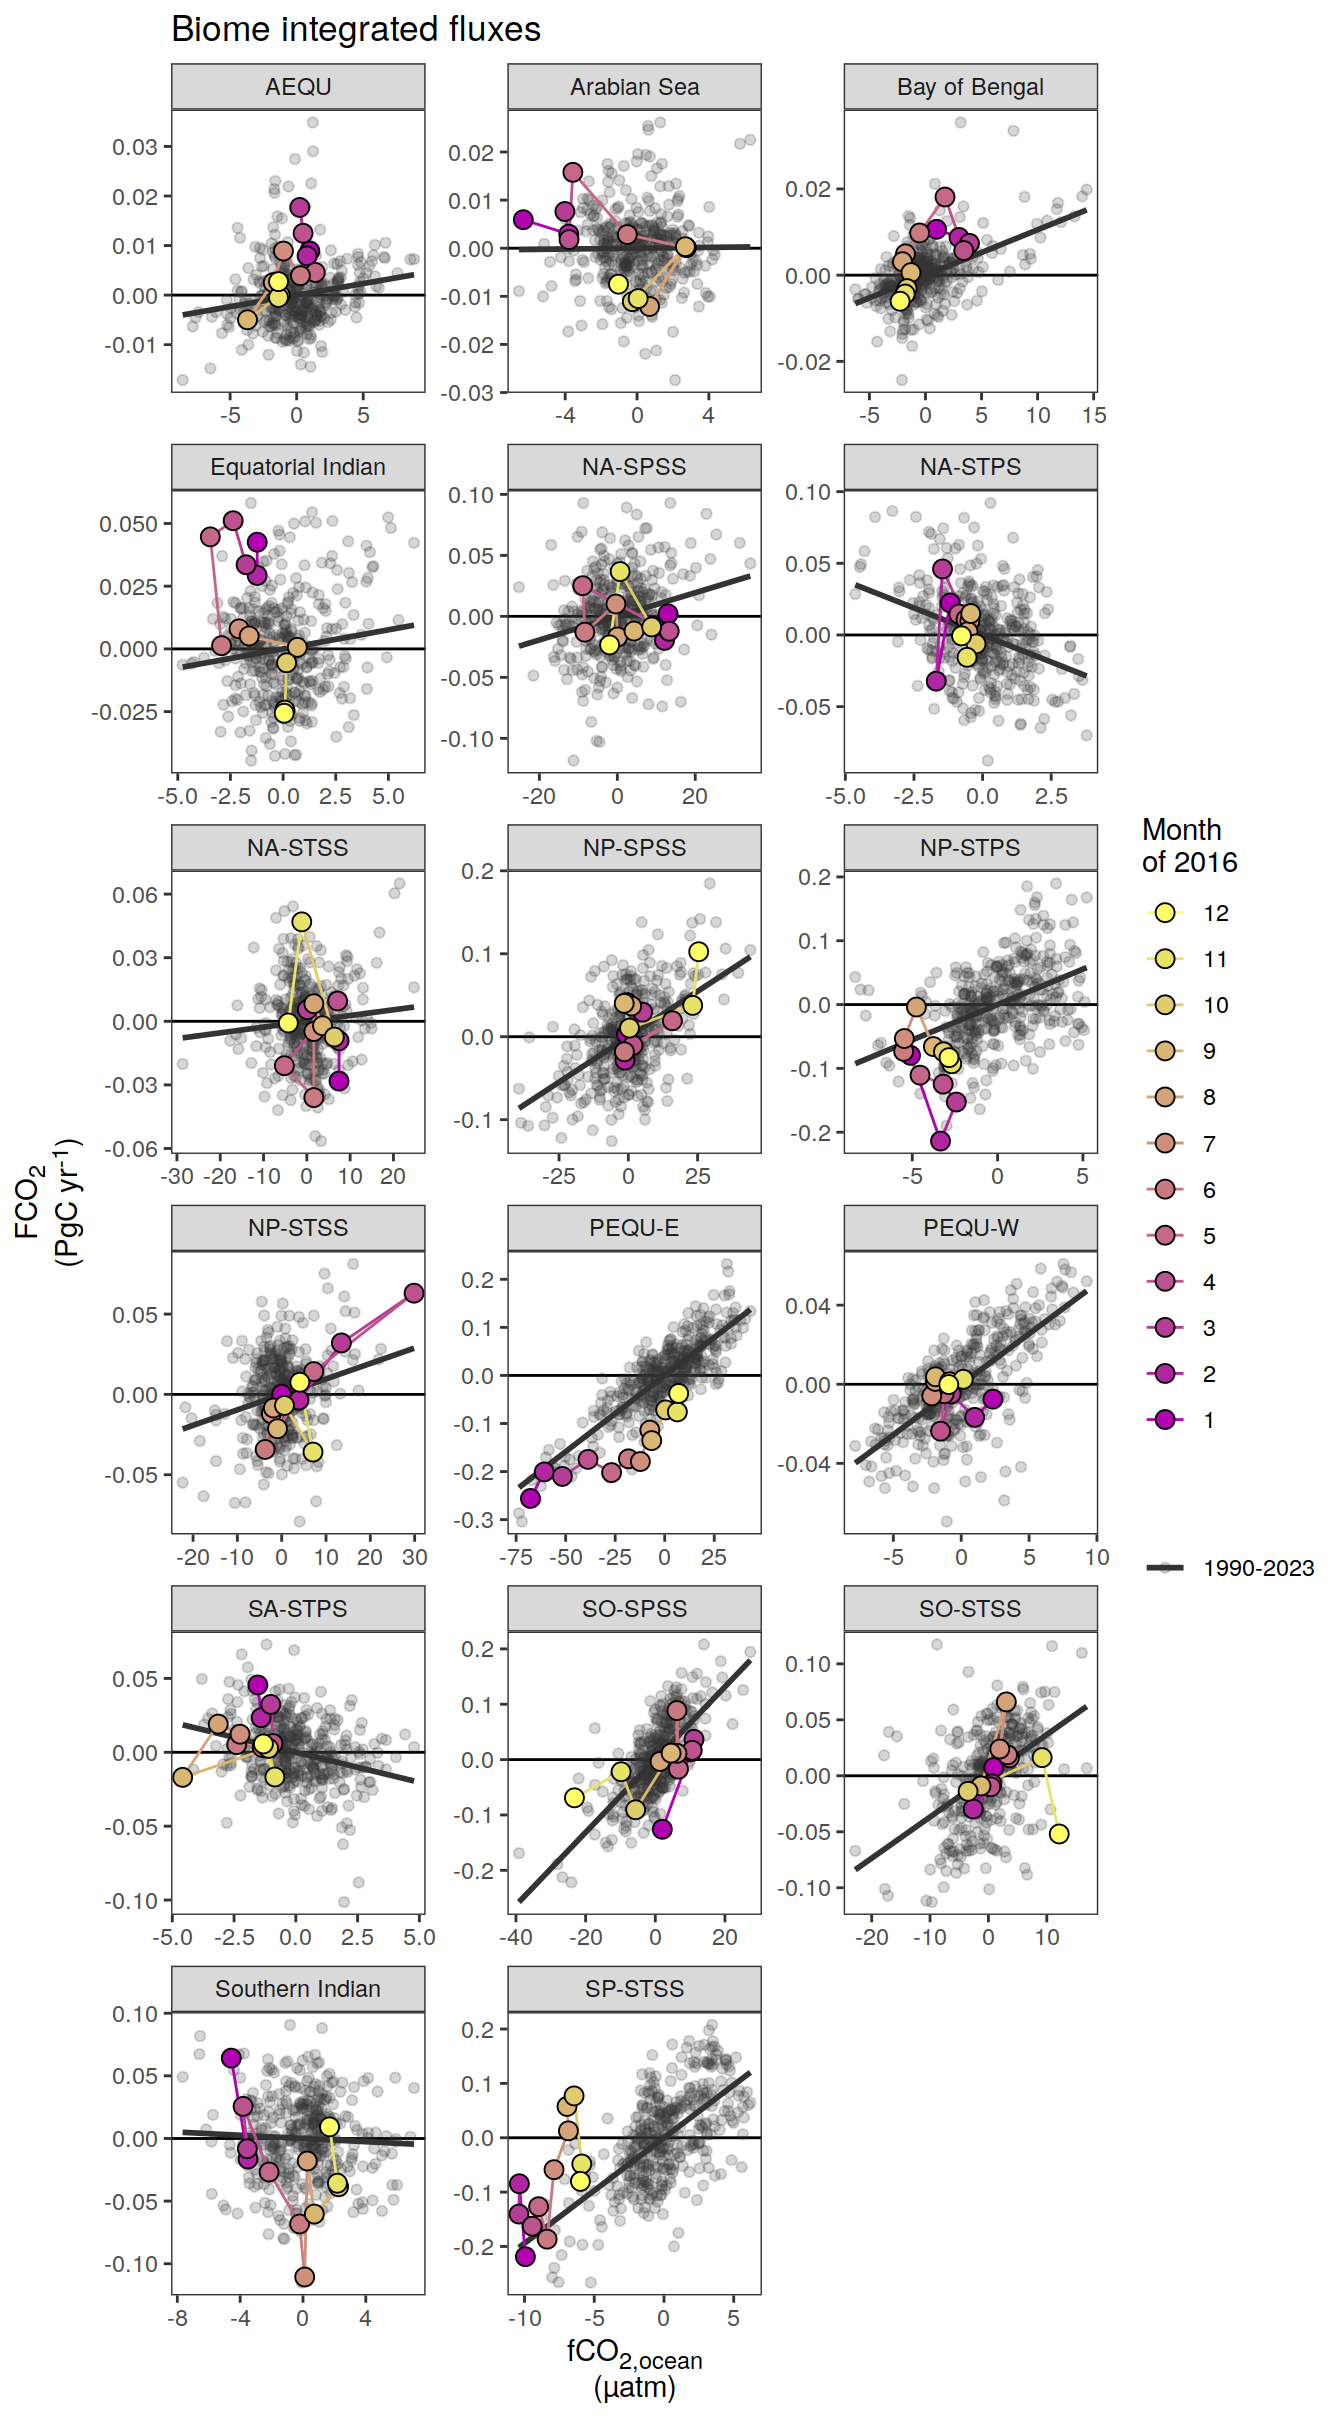 Biome integrated fluxes
AEQU
Arabian Sea
Bay of Bengal
0.03
0.02
0.01
0.00
-0.01
0.02
0.01
0.00
-0.01
-0.02
-0.03
0.02
0.00
-0.02
-5 0 5
-4 0 4
-5 0 5 10 15
Equatorial Indian
NA-SPSS
NA-STPS
0.050
0.025
0.000
-0.025
0.10
0.05
0.00
-0.05
-0.10
0.10
0.05
0.00
-0.05
-5.0 -2.5 0.0 2.5 5.0
-20 0 20
-5.0 -2.5 0.0 2.5
NA-STSS
NP-SPSS
NP-STPS
0.06
0.03
0.00
-0.03
-0.06
0.2
0.1
0.0
-0.1
0.2
0.1
0.0
-0.1
-0.2
-30 -20 -10 0 10 20
-25 0 25
-5 0 5
NP-STSS
PEQU-E
PEQU-W
0.05
0.00
-0.05
0.2
0.1
0.0
-0.1
-0.2
-0.3
0.04
0.00
-0.04
-20 -10 0 10 20 30
-75 -50 -25 0 25
-5 0 5 10
SA-STPS
SO-SPSS
SO-STSS
0.05
0.00
-0.05
-0.10
0.2
0.1
0.0
-0.1
-0.2
0.10
0.05
0.00
-0.05
-0.10
-5.0 -2.5 0.0 2.5 5.0
-40 -20 0 20
-20 -10 0 10
Southern Indian
SP-STSS
0.10
0.05
0.00
-0.05
-0.10
0.2
0.1
0.0
-0.1
-0.2
-8 -4 0 4
-10 -5 0 5
FCO₂
(PgC yr⁻¹)
fCO₂,ocean
(µatm)
Month
of 2016
12
11
10
9
8
7
6
5
4
3
2
1
1990-2023